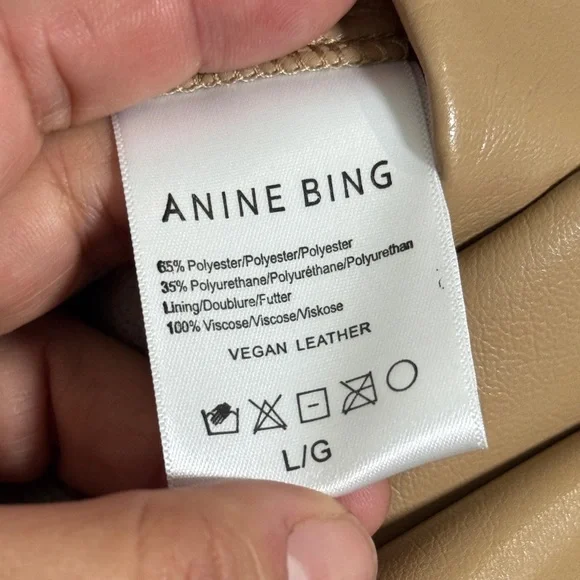 ANINE BING
65% Polyester/Polyester/Polyester
35% Polyurethane/Polyuréthane/Polyurethan
Lining/Doublure/Futter
100% Viscose/Viscose/Viskose
VEGAN LEATHER
L/G